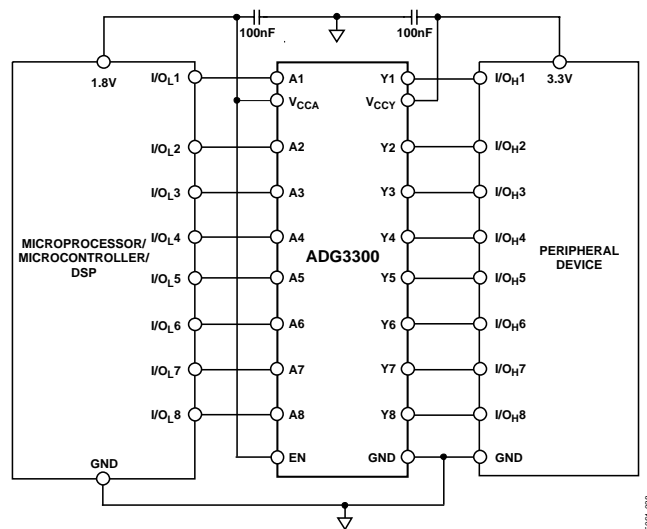 100nF
100nF
1.8V
I/OL1
A1
Y1
I/OH1
3.3V
VCCA
VCCY
I/OL2
A2
Y2
I/OH2
I/OL3
A3
Y3
I/OH3
I/OL4
A4
Y4
I/OH4
MICROPROCESSOR/
MICROCONTROLLER/
DSP
ADG3300
PERIPHERAL
DEVICE
I/OL5
A5
Y5
I/OH5
I/OL6
A6
Y6
I/OH6
I/OL7
A7
Y7
I/OH7
I/OL8
A8
Y8
I/OH8
GND
EN
GND
GND